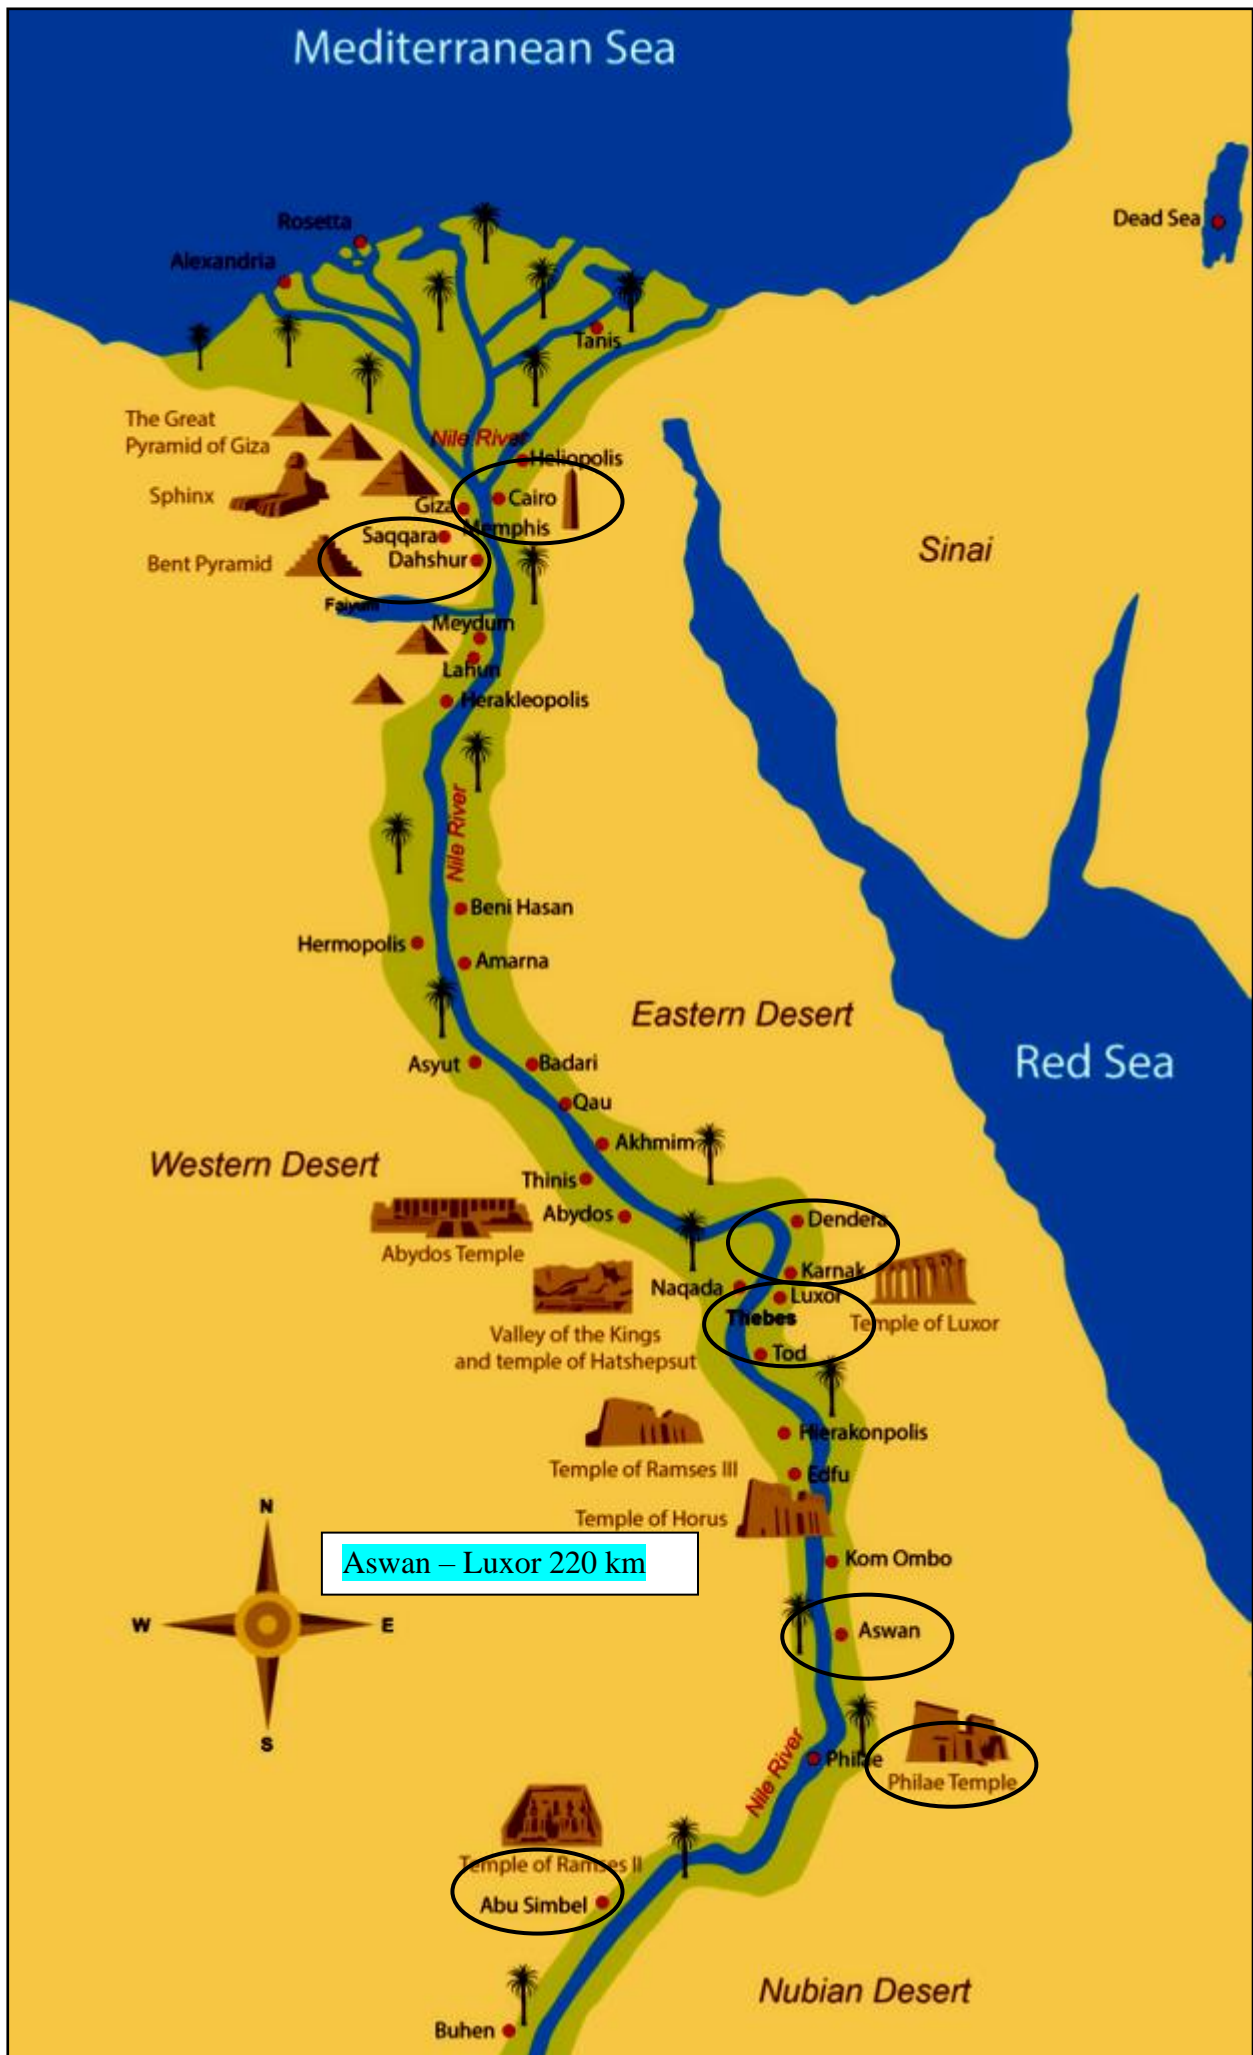 Mediterranean Sea
Dead Sea
Rosetta
Alexandria
Tanis
The Great
Pyramid of Giza
Nile River
Heliopolis
Sphinx
Cairo
Giza
Memphis
Saqqara
Bent Pyramid
Dahshur
Sinai
Faiyum
Meydum
Lahun
Herakleopolis
Nile River
Beni Hasan
Hermopolis
Amarna
Eastern Desert
Red Sea
Asyut
Badari
Qau
Akhmim
Western Desert
Thinis
Abydos
Dendera
Abydos Temple
Karnak
Naqada
Luxor
Thebes
Temple of Luxor
Valley of the Kings
and temple of Hatshepsut
Tod
Hierakonpolis
Temple of Ramses III
Edfu
Temple of Horus
N
Aswan – Luxor 220 km
Kom Ombo
W
E
Aswan
S
Nile River
Philae
Philae Temple
Temple of Ramses II
Abu Simbel
Nubian Desert
Buhen